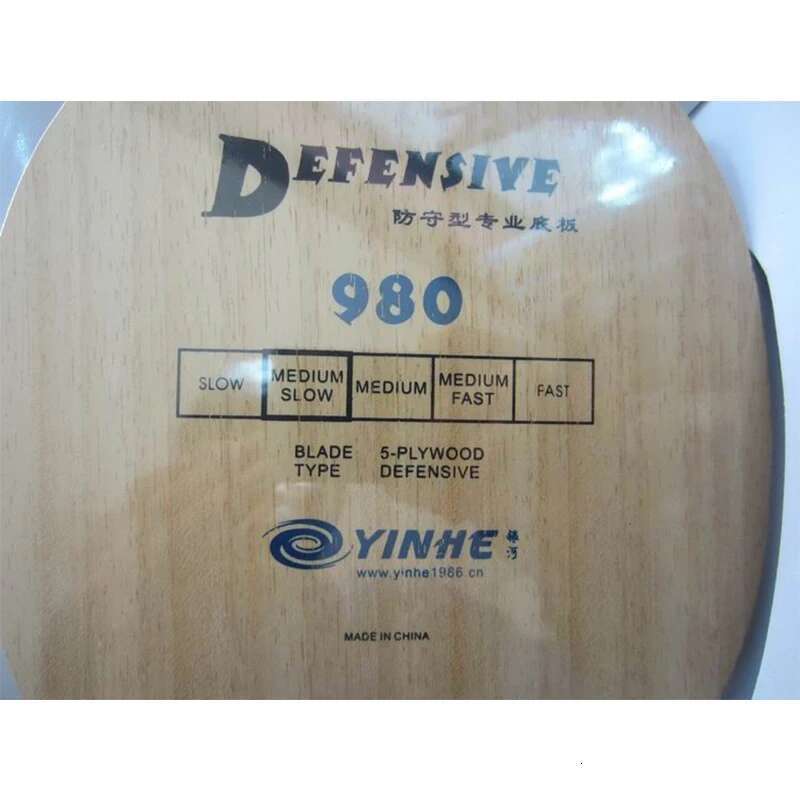 DEFENSIVE
防守型专业底板
980
SLOW MEDIUM SLOW MEDIUM MEDIUM FAST FAST
BLADE 5-PLYWOOD
TYPE DEFENSIVE
YINHE 银河
www.yinhe1986.cn
MADE IN CHINA